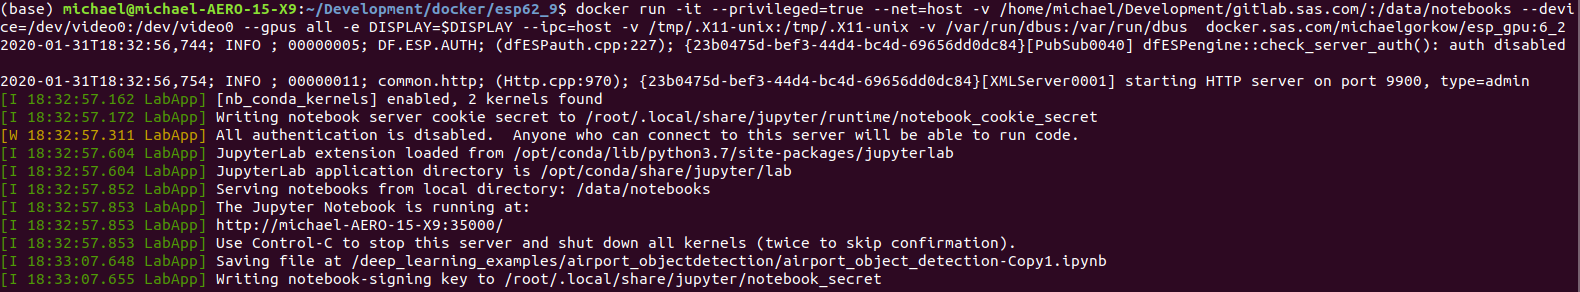 (base) michael@michael-AERO-15-X9:~/Development/docker/esp62_9$ docker run -it --privileged=true --net=host -v /home/michael/Development/gitlab.sas.com/:/data/notebooks --devi
ce=/dev/video0:/dev/video0 --gpus all -e DISPLAY=$DISPLAY --ipc=host -v /tmp/.X11-unix:/tmp/.X11-unix -v /var/run/dbus:/var/run/dbus  docker.sas.com/michaelgorkow/esp_gpu:6_2
2020-01-31T18:32:56,744; INFO ; 00000005; DF.ESP.AUTH; (dfESPauth.cpp:227); {23b0475d-bef3-44d4-bc4d-69656dd0dc84}[PubSub0040] dfESPengine::check_server_auth(): auth disabled
2020-01-31T18:32:56,754; INFO ; 00000011; common.http; (Http.cpp:970); {23b0475d-bef3-44d4-bc4d-69656dd0dc84}[XMLServer0001] starting HTTP server on port 9900, type=admin
[I 18:32:57.162 LabApp] [nb_conda_kernels] enabled, 2 kernels found
[I 18:32:57.172 LabApp] Writing notebook server cookie secret to /root/.local/share/jupyter/runtime/notebook_cookie_secret
[W 18:32:57.311 LabApp] All authentication is disabled.  Anyone who can connect to this server will be able to run code.
[I 18:32:57.604 LabApp] JupyterLab extension loaded from /opt/conda/lib/python3.7/site-packages/jupyterlab
[I 18:32:57.604 LabApp] JupyterLab application directory is /opt/conda/share/jupyter/lab
[I 18:32:57.852 LabApp] Serving notebooks from local directory: /data/notebooks
[I 18:32:57.853 LabApp] The Jupyter Notebook is running at:
[I 18:32:57.853 LabApp] http://michael-AERO-15-X9:35000/
[I 18:32:57.853 LabApp] Use Control-C to stop this server and shut down all kernels (twice to skip confirmation).
[I 18:33:07.648 LabApp] Saving file at /deep_learning_examples/airport_objectdetection/airport_object_detection-Copy1.ipynb
[I 18:33:07.655 LabApp] Writing notebook-signing key to /root/.local/share/jupyter/notebook_secret